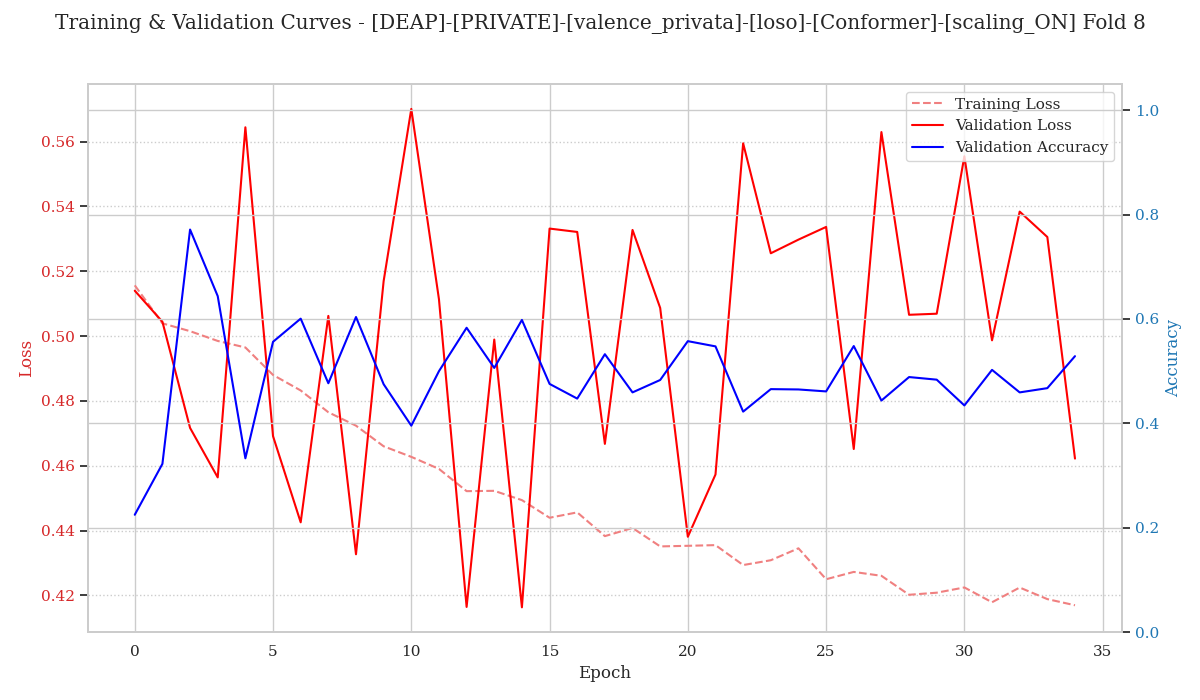 Training & Validation Curves - [DEAP]-[PRIVATE]-[valence_privata]-[loso]-[Conformer]-[scaling_ON] Fold 8
Training Loss
Validation Loss
Validation Accuracy
Loss
0.56
0.54
0.52
0.50
0.48
0.46
0.44
0.42
1.0
0.8
0.6
0.4
0.2
0.0
Accuracy
0 5 10 15 20 25 30 35
Epoch